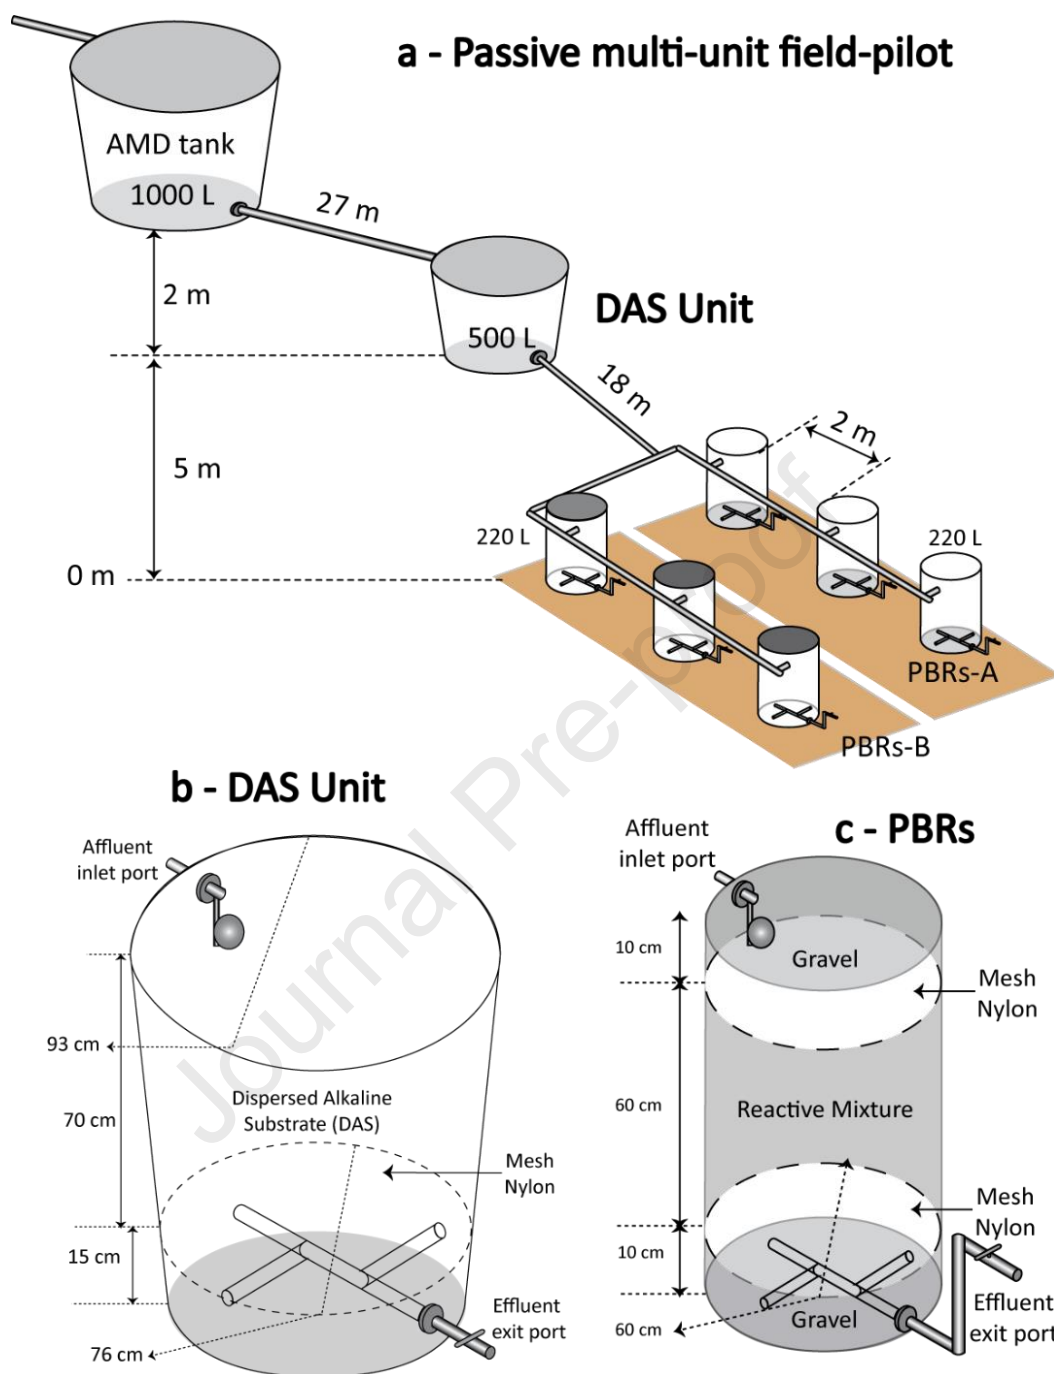 a - Passive multi-unit field-pilot
AMD tank
1000 L
27 m
2 m
DAS Unit
500 L
18 m
2 m
5 m
220 L
220 L
0 m
PBRs-A
PBRs-B
b - DAS Unit
Affluent
inlet port
93 cm
70 cm
Dispersed Alkaline
Substrate (DAS)
Mesh
Nylon
15 cm
Effluent
exit port
76 cm
c - PBRs
Affluent
inlet port
10 cm
Gravel
Mesh
Nylon
60 cm
Reactive Mixture
Mesh
Nylon
10 cm
Gravel
Effluent
exit port
60 cm
Journal Pre-proof